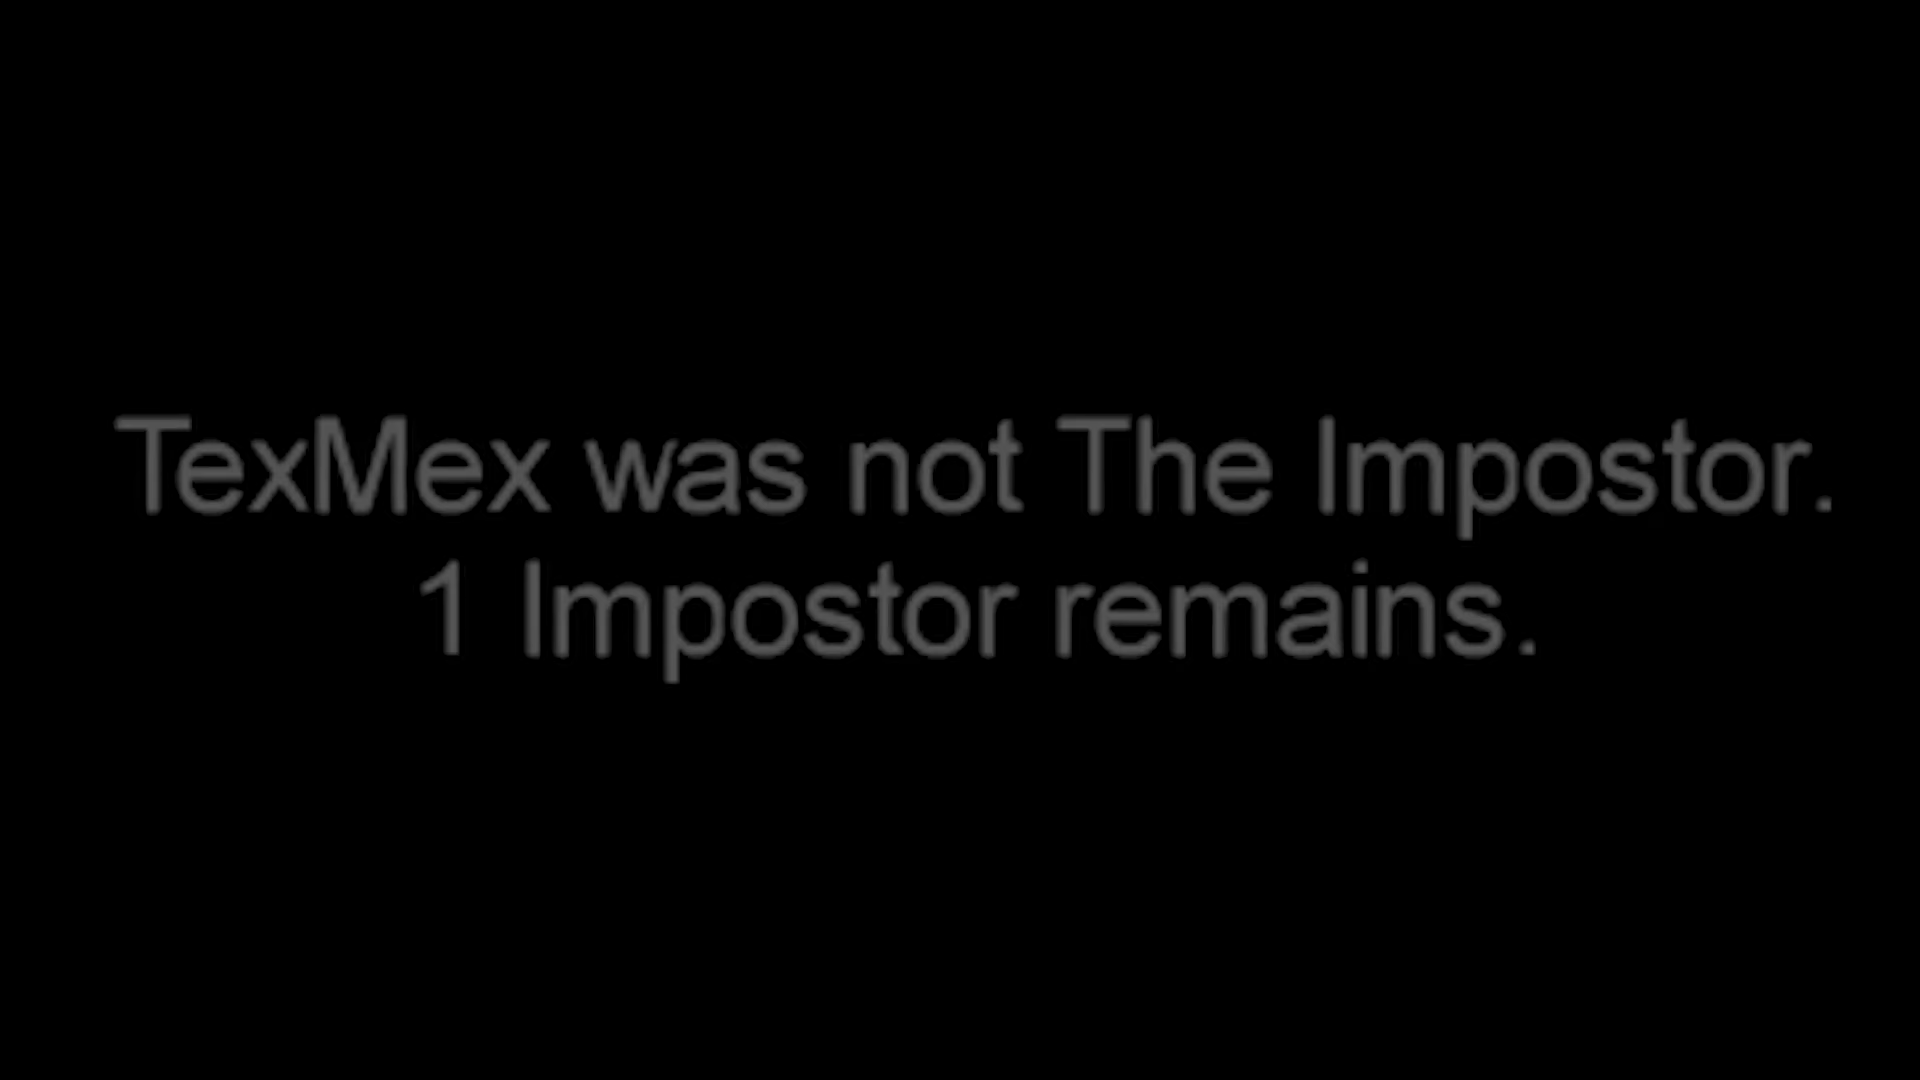 TexMex was not The Impostor.
1 Impostor remains.